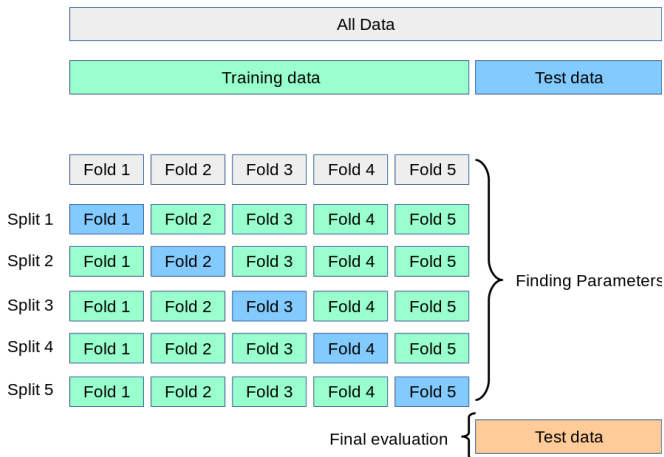 All Data
Training data Test data
Fold 1 Fold 2 Fold 3 Fold 4 Fold 5
Split 1 Fold 1 Fold 2 Fold 3 Fold 4 Fold 5
Split 2 Fold 1 Fold 2 Fold 3 Fold 4 Fold 5
Finding Parameters
Split 3 Fold 1 Fold 2 Fold 3 Fold 4 Fold 5
Split 4 Fold 1 Fold 2 Fold 3 Fold 4 Fold 5
Split 5 Fold 1 Fold 2 Fold 3 Fold 4 Fold 5
Final evaluation Test data